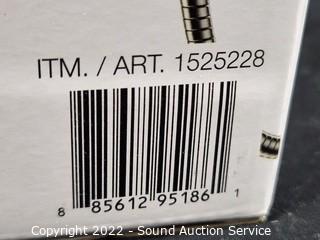 ITM. / ART. 1525228
8 85612 95186 1
Copyright 2022 - Sound Auction Service